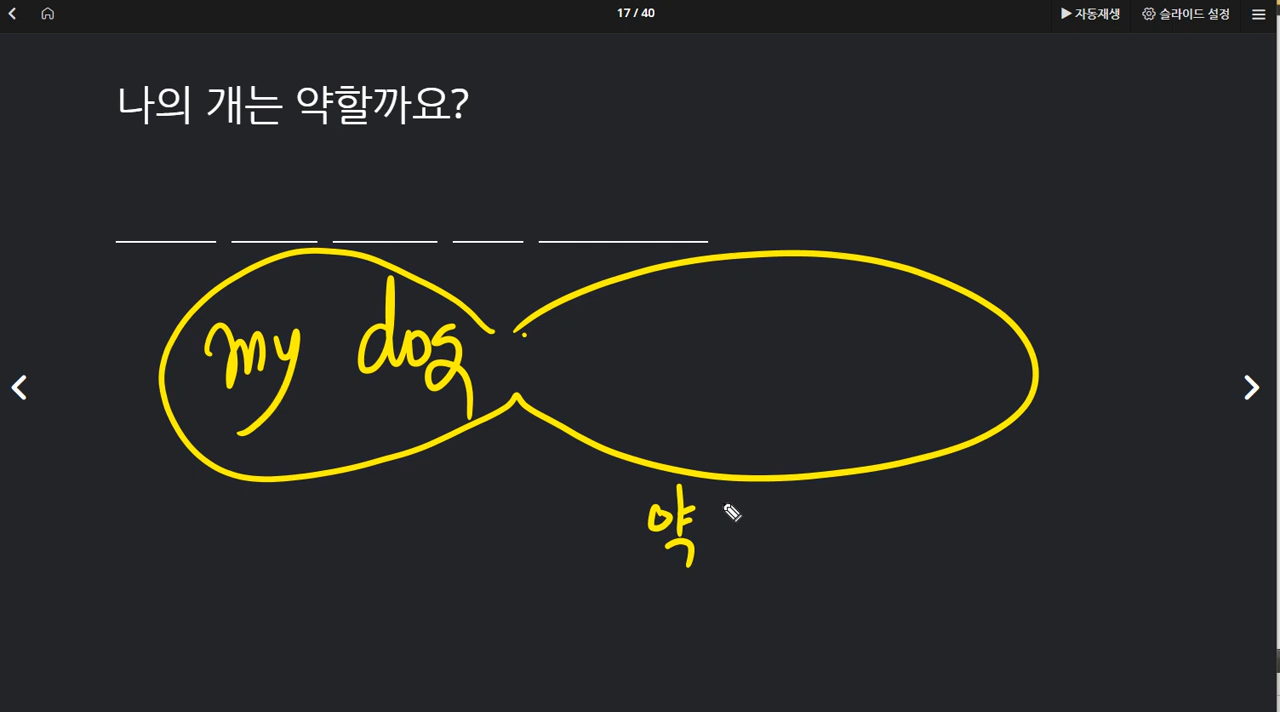 17 / 40
▶ 자동재생
슬라이드 설정
나의 개는 약할까요?
my dog
약